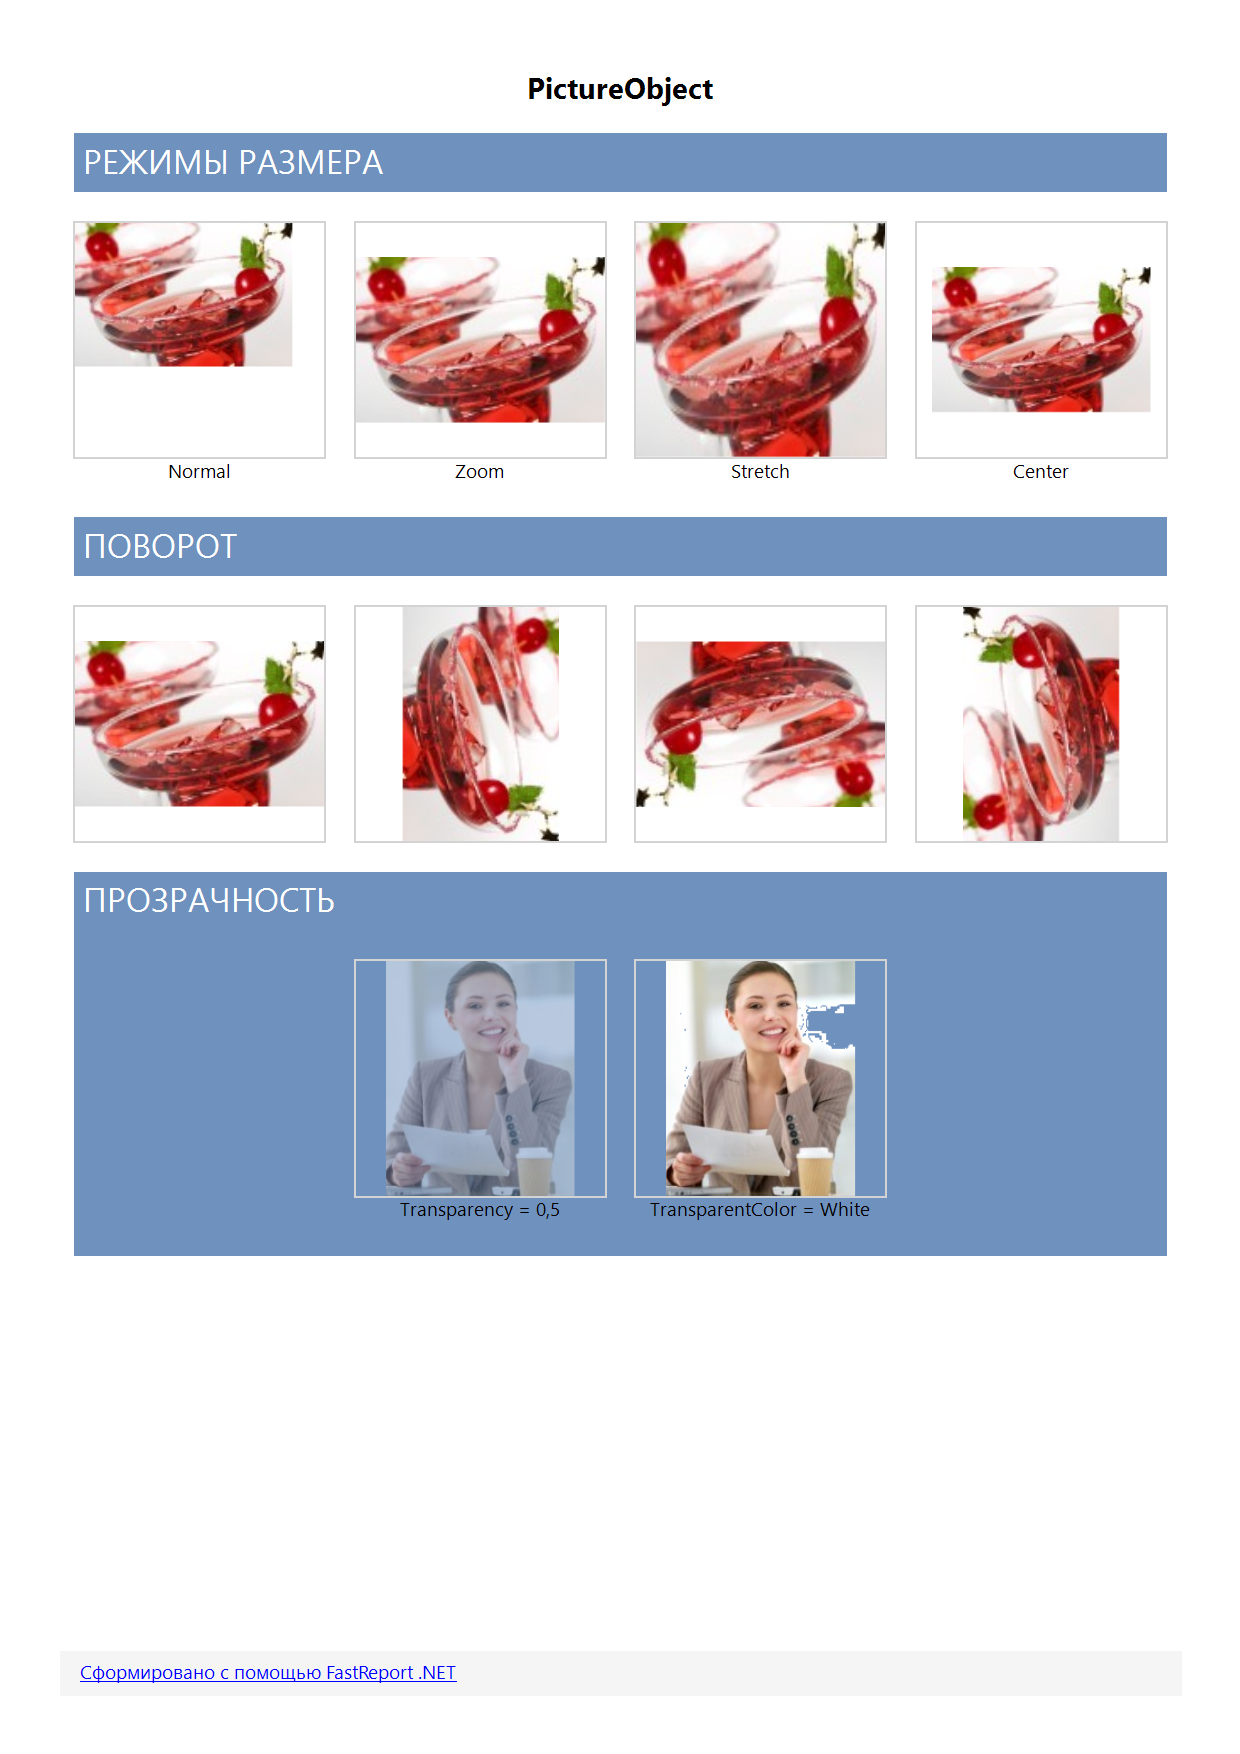 PictureObject
РЕЖИМЫ РАЗМЕРА
Normal
Zoom
Stretch
Center
ПОВОРОТ
ПРОЗРАЧНОСТЬ
Transparency = 0,5
TransparentColor = White
Сформировано с помощью FastReport .NET